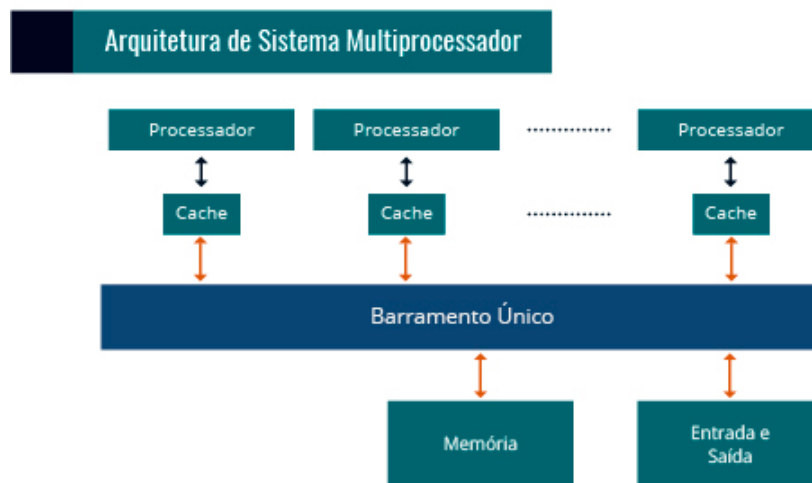 Arquitetura de Sistema Multiprocessador
Processador
Processador
Processador
Cache
Cache
Cache
Barramento Único
Memória
Entrada e
Saída